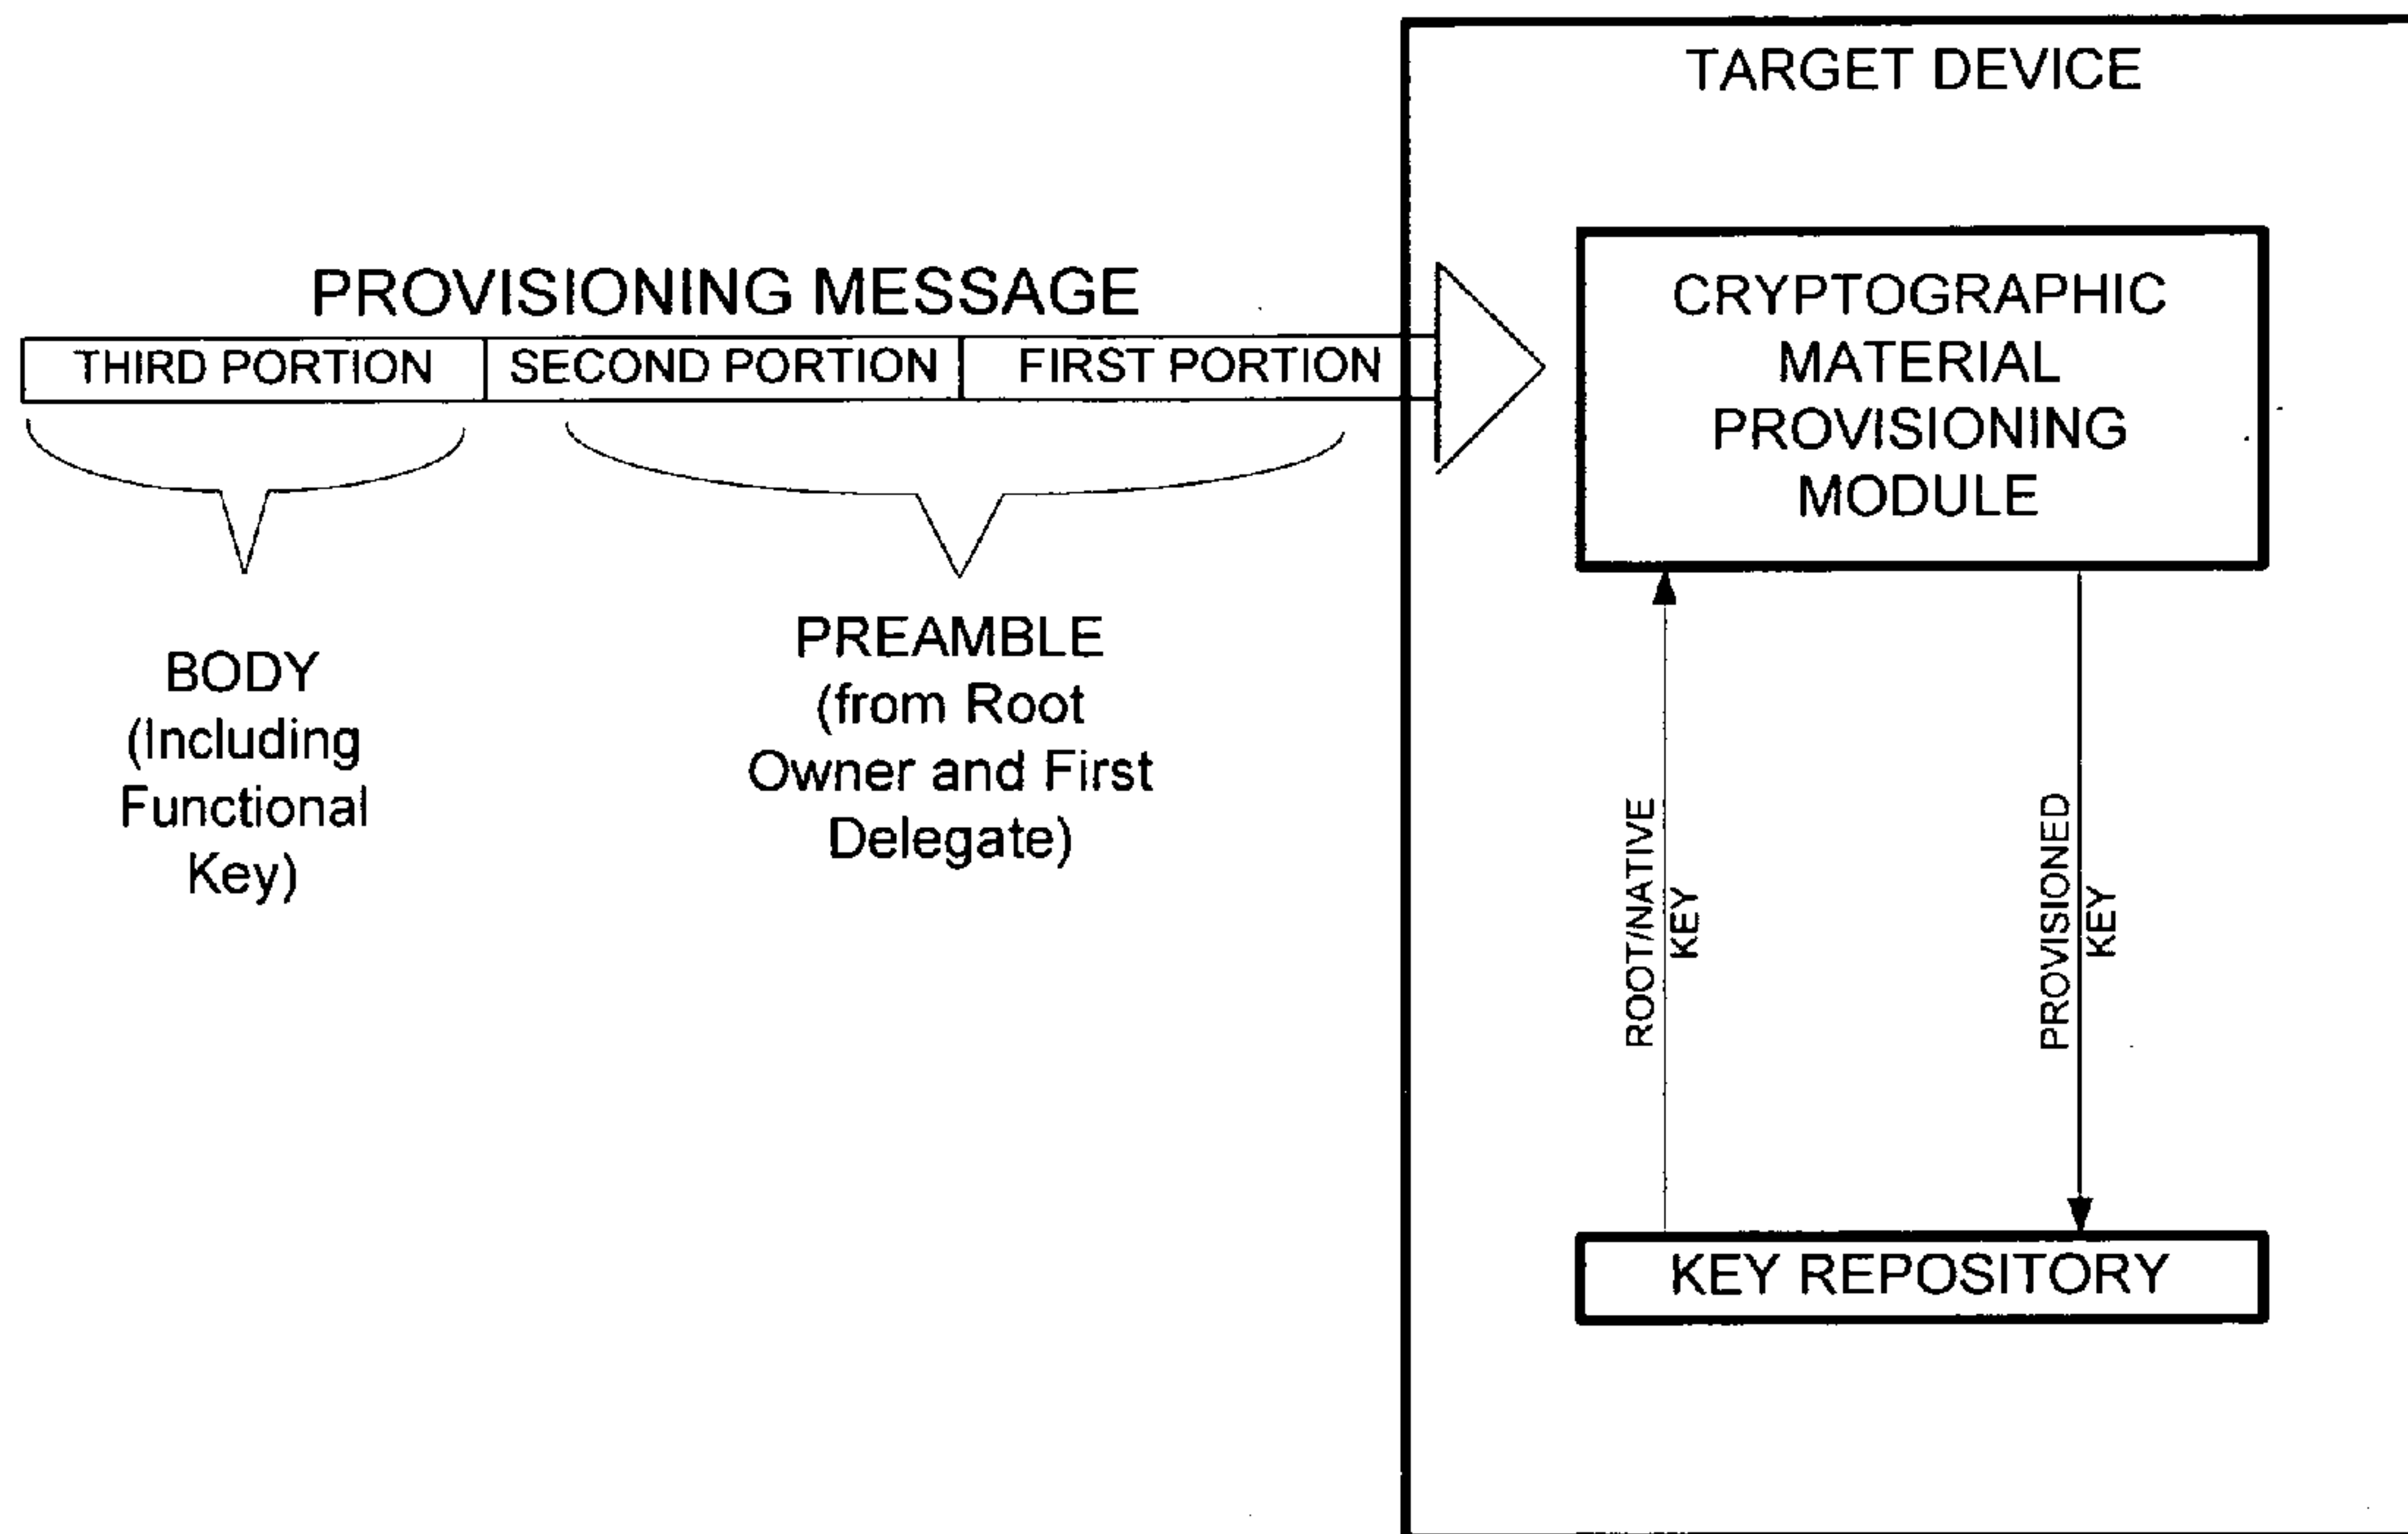 TARGET DEVICE
PROVISIONING MESSAGE
THIRD PORTION
SECOND PORTION
FIRST PORTION
CRYPTOGRAPHIC
MATERIAL
PROVISIONING
MODULE
BODY
(Including
Functional
Key)
PREAMBLE
(from Root
Owner and First
Delegate)
ROOT/NATIVE
KEY
PROVISIONED
KEY
KEY REPOSITORY